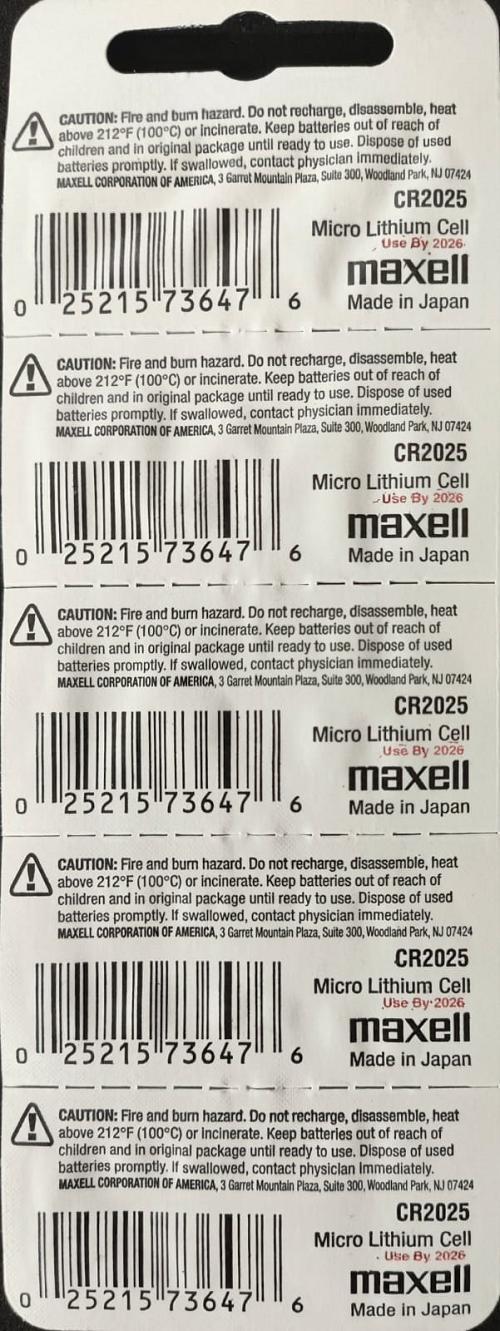 CAUTION: Fire and burn hazard. Do not recharge, disassemble, heat
above 212°F (100°C) or incinerate. Keep batteries out of reach of
children and in original package until ready to use. Dispose of used
batteries promptly. If swallowed, contact physician immediately.
MAXELL CORPORATION OF AMERICA, 3 Garret Mountain Plaza, Suite 300, Woodland Park, NJ 07424
CR2025
Micro Lithium Cell
Use By 2026
maxell
Made in Japan
0 25215 73647 6
CAUTION: Fire and burn hazard. Do not recharge, disassemble, heat
above 212°F (100°C) or incinerate. Keep batteries out of reach of
children and in original package until ready to use. Dispose of used
batteries promptly. If swallowed, contact physician immediately.
MAXELL CORPORATION OF AMERICA, 3 Garret Mountain Plaza, Suite 300, Woodland Park, NJ 07424
CR2025
Micro Lithium Cell
Use By 2026
maxell
Made in Japan
0 25215 73647 6
CAUTION: Fire and burn hazard. Do not recharge, disassemble, heat
above 212°F (100°C) or incinerate. Keep batteries out of reach of
children and in original package until ready to use. Dispose of used
batteries promptly. If swallowed, contact physician immediately.
MAXELL CORPORATION OF AMERICA, 3 Garret Mountain Plaza, Suite 300, Woodland Park, NJ 07424
CR2025
Micro Lithium Cell
Use By 2026
maxell
Made in Japan
0 25215 73647 6
CAUTION: Fire and burn hazard. Do not recharge, disassemble, heat
above 212°F (100°C) or incinerate. Keep batteries out of reach of
children and in original package until ready to use. Dispose of used
batteries promptly. If swallowed, contact physician immediately.
MAXELL CORPORATION OF AMERICA, 3 Garret Mountain Plaza, Suite 300, Woodland Park, NJ 07424
CR2025
Micro Lithium Cell
Use By 2026
maxell
Made in Japan
0 25215 73647 6
CAUTION: Fire and burn hazard. Do not recharge, disassemble, heat
above 212°F (100°C) or incinerate. Keep batteries out of reach of
children and in original package until ready to use. Dispose of used
batteries promptly. If swallowed, contact physician immediately.
MAXELL CORPORATION OF AMERICA, 3 Garret Mountain Plaza, Suite 300, Woodland Park, NJ 07424
CR2025
Micro Lithium Cell
Use By 2026
maxell
Made in Japan
0 25215 73647 6